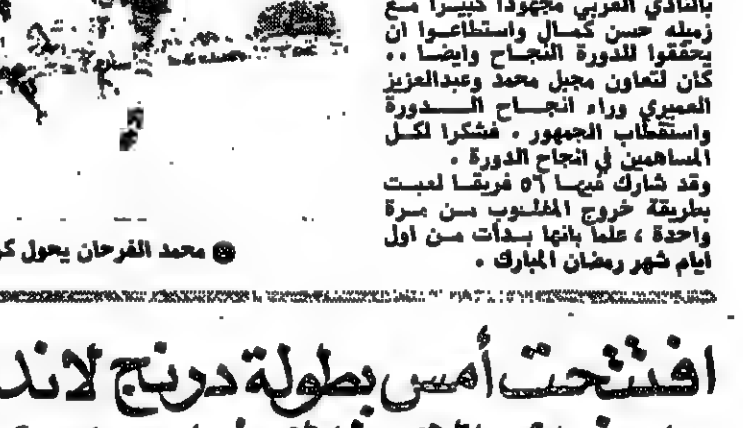 بالنادي العربي مجهودا كبيرا مع
زميله حسن كمال واستطاعوا ان
يحققوا للدورة النجاح وايضا ..
كان لتعاون مجبل محمد وعبدالعزيز
العميري وراء انجاح الدورة
واستقطاب الجمهور . فشكرا لكل
المساهمين في انجاح الدورة .
وقد شارك فيها ٥٦ فريقا لعبت
بطريقة خروج المغلوب من مرة
واحدة ، علما بانها بدأت من اول
ايام شهر رمضان المبارك .
محمد الفرحان يحول
افتتحت أمس بطولة درنج لاند